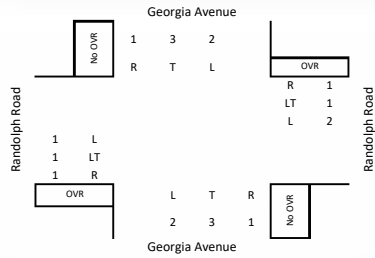 Georgia Avenue
No OVR
1 3 2
R T L
OVR
R 1
LT 1
L 2
Randolph Road
Randolph Road
1 L
1 LT
1 R
OVR
L T R
2 3 1
No OVR
Georgia Avenue